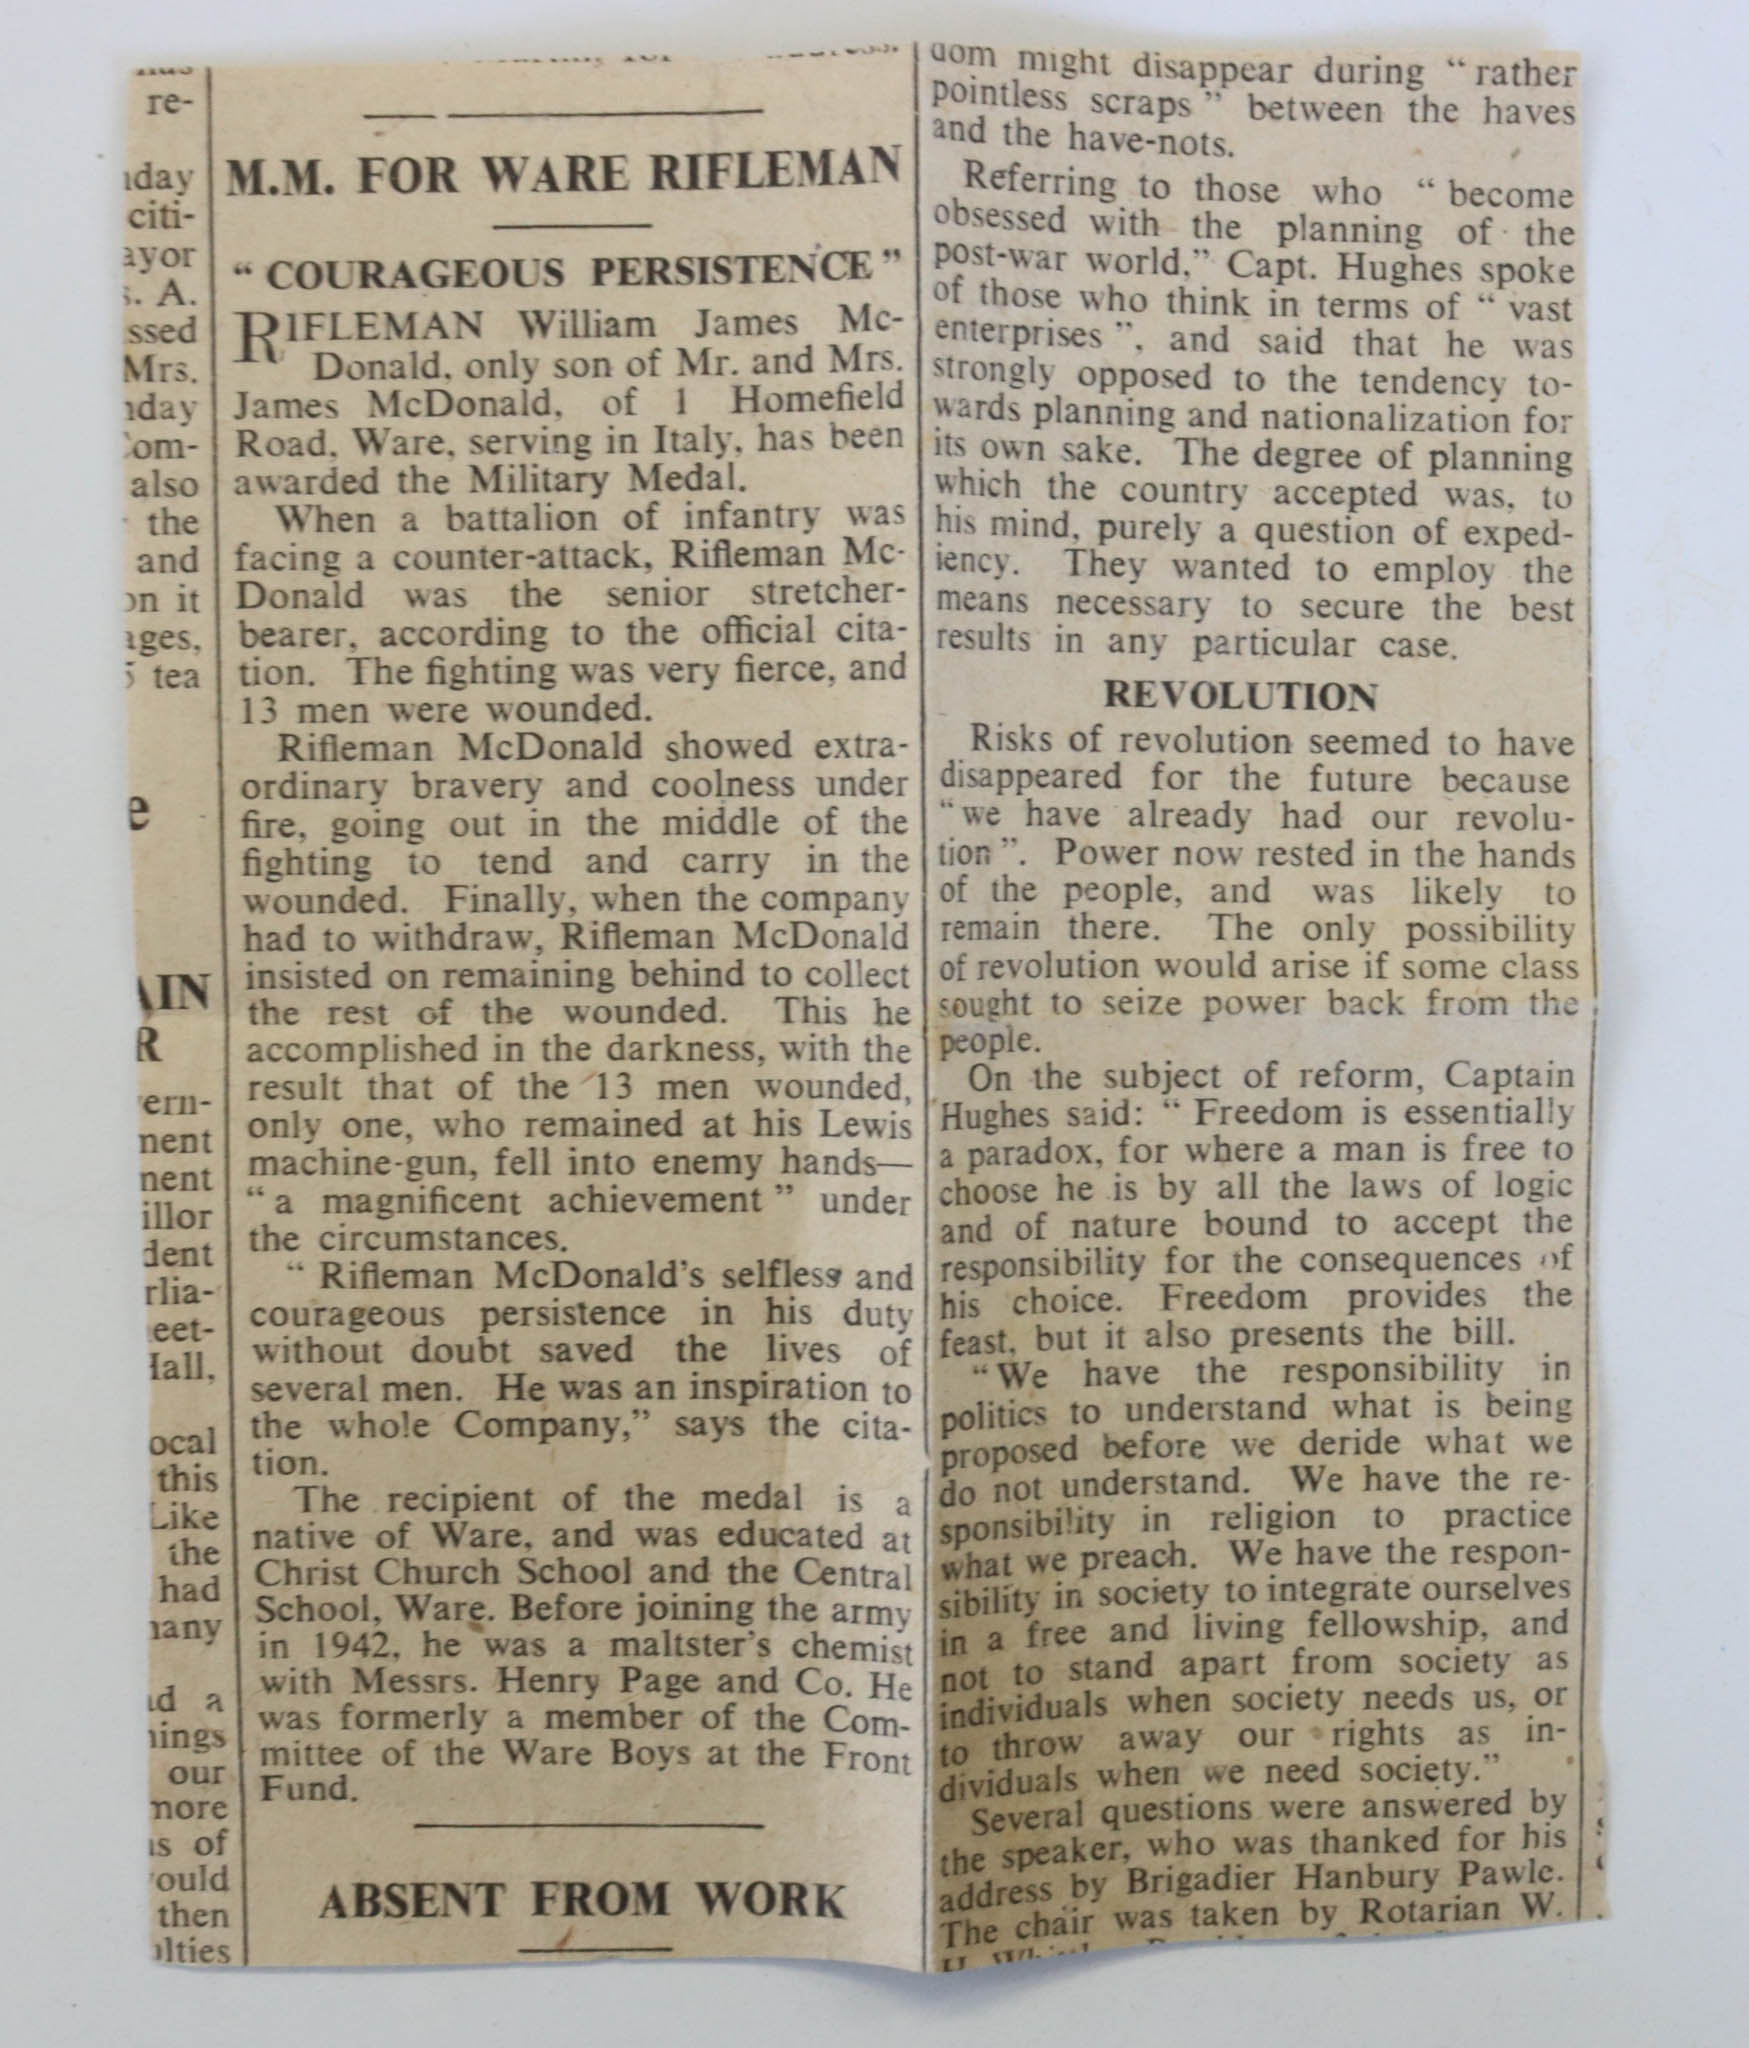 re-
day
citi-
ayor
s. A.
ssed
Mrs.
day
Com-
also
the
and
on it
ages,
5 tea
e
AIN
R
ern-
ment
ment
illor
dent
rlia-
eet-
Hall,
ocal
this
Like
the
had
many
d a
ings
our
more
s of
ould
then
ulties
M.M. FOR WARE RIFLEMAN
“ COURAGEOUS PERSISTENCE ”
RIFLEMAN William James Mc-
Donald, only son of Mr. and Mrs.
James McDonald, of 1 Homefield
Road, Ware, serving in Italy, has been
awarded the Military Medal.
When a battalion of infantry was
facing a counter-attack, Rifleman Mc-
Donald was the senior stretcher-
bearer, according to the official cita-
tion. The fighting was very fierce, and
13 men were wounded.
Rifleman McDonald showed extra-
ordinary bravery and coolness under
fire, going out in the middle of the
fighting to tend and carry in the
wounded. Finally, when the company
had to withdraw, Rifleman McDonald
insisted on remaining behind to collect
the rest of the wounded. This he
accomplished in the darkness, with the
result that of the 13 men wounded,
only one, who remained at his Lewis
machine-gun, fell into enemy hands—
“a magnificent achievement” under
the circumstances.
“ Rifleman McDonald’s selfless and
courageous persistence in his duty
without doubt saved the lives of
several men. He was an inspiration to
the whole Company,” says the cita-
tion.
The recipient of the medal is a
native of Ware, and was educated at
Christ Church School and the Central
School, Ware. Before joining the army
in 1942, he was a maltster’s chemist
with Messrs. Henry Page and Co. He
was formerly a member of the Com-
mittee of the Ware Boys at the Front
Fund.
ABSENT FROM WORK
dom might disappear during “ rather
pointless scraps ” between the haves
and the have-nots.
Referring to those who “ become
obsessed with the planning of the
post-war world,” Capt. Hughes spoke
of those who think in terms of “ vast
enterprises ”, and said that he was
strongly opposed to the tendency to-
wards planning and nationalization for
its own sake. The degree of planning
which the country accepted was, to
his mind, purely a question of exped-
iency. They wanted to employ the
means necessary to secure the best
results in any particular case.
REVOLUTION
Risks of revolution seemed to have
disappeared for the future because
“we have already had our revolu-
tion ”. Power now rested in the hands
of the people, and was likely to
remain there. The only possibility
of revolution would arise if some class
sought to seize power back from the
people.
On the subject of reform, Captain
Hughes said: “ Freedom is essentially
a paradox, for where a man is free to
choose he is by all the laws of logic
and of nature bound to accept the
responsibility for the consequences of
his choice. Freedom provides the
feast, but it also presents the bill.
“We have the responsibility in
politics to understand what is being
proposed before we deride what we
do not understand. We have the re-
sponsibility in religion to practice
what we preach. We have the respon-
sibility in society to integrate ourselves
in a free and living fellowship, and
not to stand apart from society as
individuals when society needs us, or
to throw away our rights as in-
dividuals when we need society.”
Several questions were answered by
the speaker, who was thanked for his
address by Brigadier Hanbury Pawle.
The chair was taken by Rotarian W.